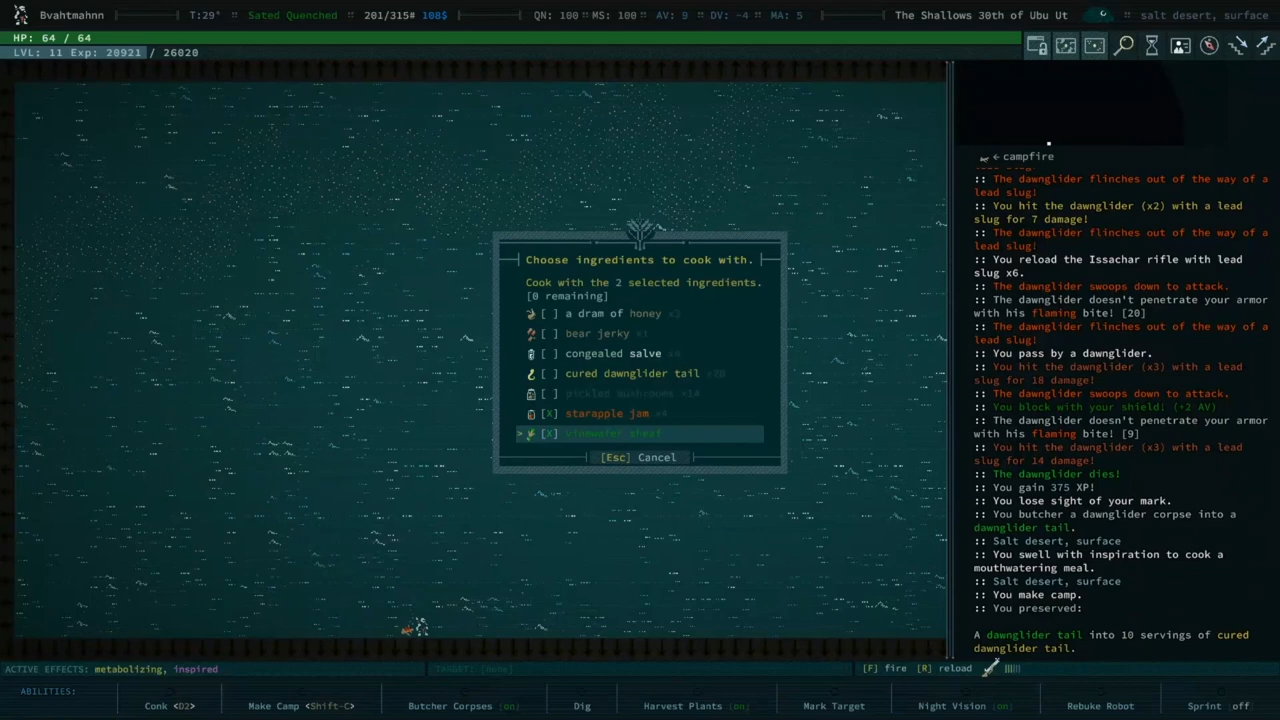 Bvahtmahn T:29° Sated Quenched 201/315# 108$ QN: 100 MS: 100 AV: 9 DV: -4 MA: 5 The Shallows 30th of Ubu Ut salt desert, surface
HP: 64 / 64
LVL: 11 Exp: 20921 / 26020
Choose ingredients to cook with.
Cook with the 2 selected ingredients.
[0 remaining]
[ ] a dram of honey
[ ] bear jerky
[ ] congealed salve
[ ] cured dawnglider tail
[ ] pickled mushrooms x14
[X] starapple jam
> [X] vinewafer sheaf
[Esc] Cancel
← campfire
lead slug!
:: The dawnglider flinches out of the way of a
lead slug!
:: You hit the dawnglider (x2) with a lead
slug for 7 damage!
:: The dawnglider flinches out of the way of a
lead slug!
:: You reload the Issachar rifle with lead
slug x6.
:: The dawnglider swoops down to attack.
:: The dawnglider doesn't penetrate your armor
with his flaming bite! [20]
:: The dawnglider flinches out of the way of a
lead slug!
:: You pass by a dawnglider.
:: You hit the dawnglider (x3) with a lead
slug for 18 damage!
:: The dawnglider swoops down to attack.
:: You block with your shield! (+2 AV)
:: The dawnglider doesn't penetrate your armor
with his flaming bite! [9]
:: You hit the dawnglider (x3) with a lead
slug for 14 damage!
:: The dawnglider dies!
:: You gain 375 XP!
:: You lose sight of your mark.
:: You butcher a dawnglider corpse into a
dawnglider tail.
:: Salt desert, surface
:: You swell with inspiration to cook a
mouthwatering meal.
:: Salt desert, surface
:: You make camp.
:: You preserved:
A dawnglider tail into 10 servings of cured
dawnglider tail.
ACTIVE EFFECTS: metabolizing, inspired TARGET: [none] [F] fire [R] reload
ABILITIES: Conk <D2> Make Camp <Shift-C> Butcher Corpses [on] Dig Harvest Plants [on] Mark Target Night Vision [on] Rebuke Robot Sprint [off